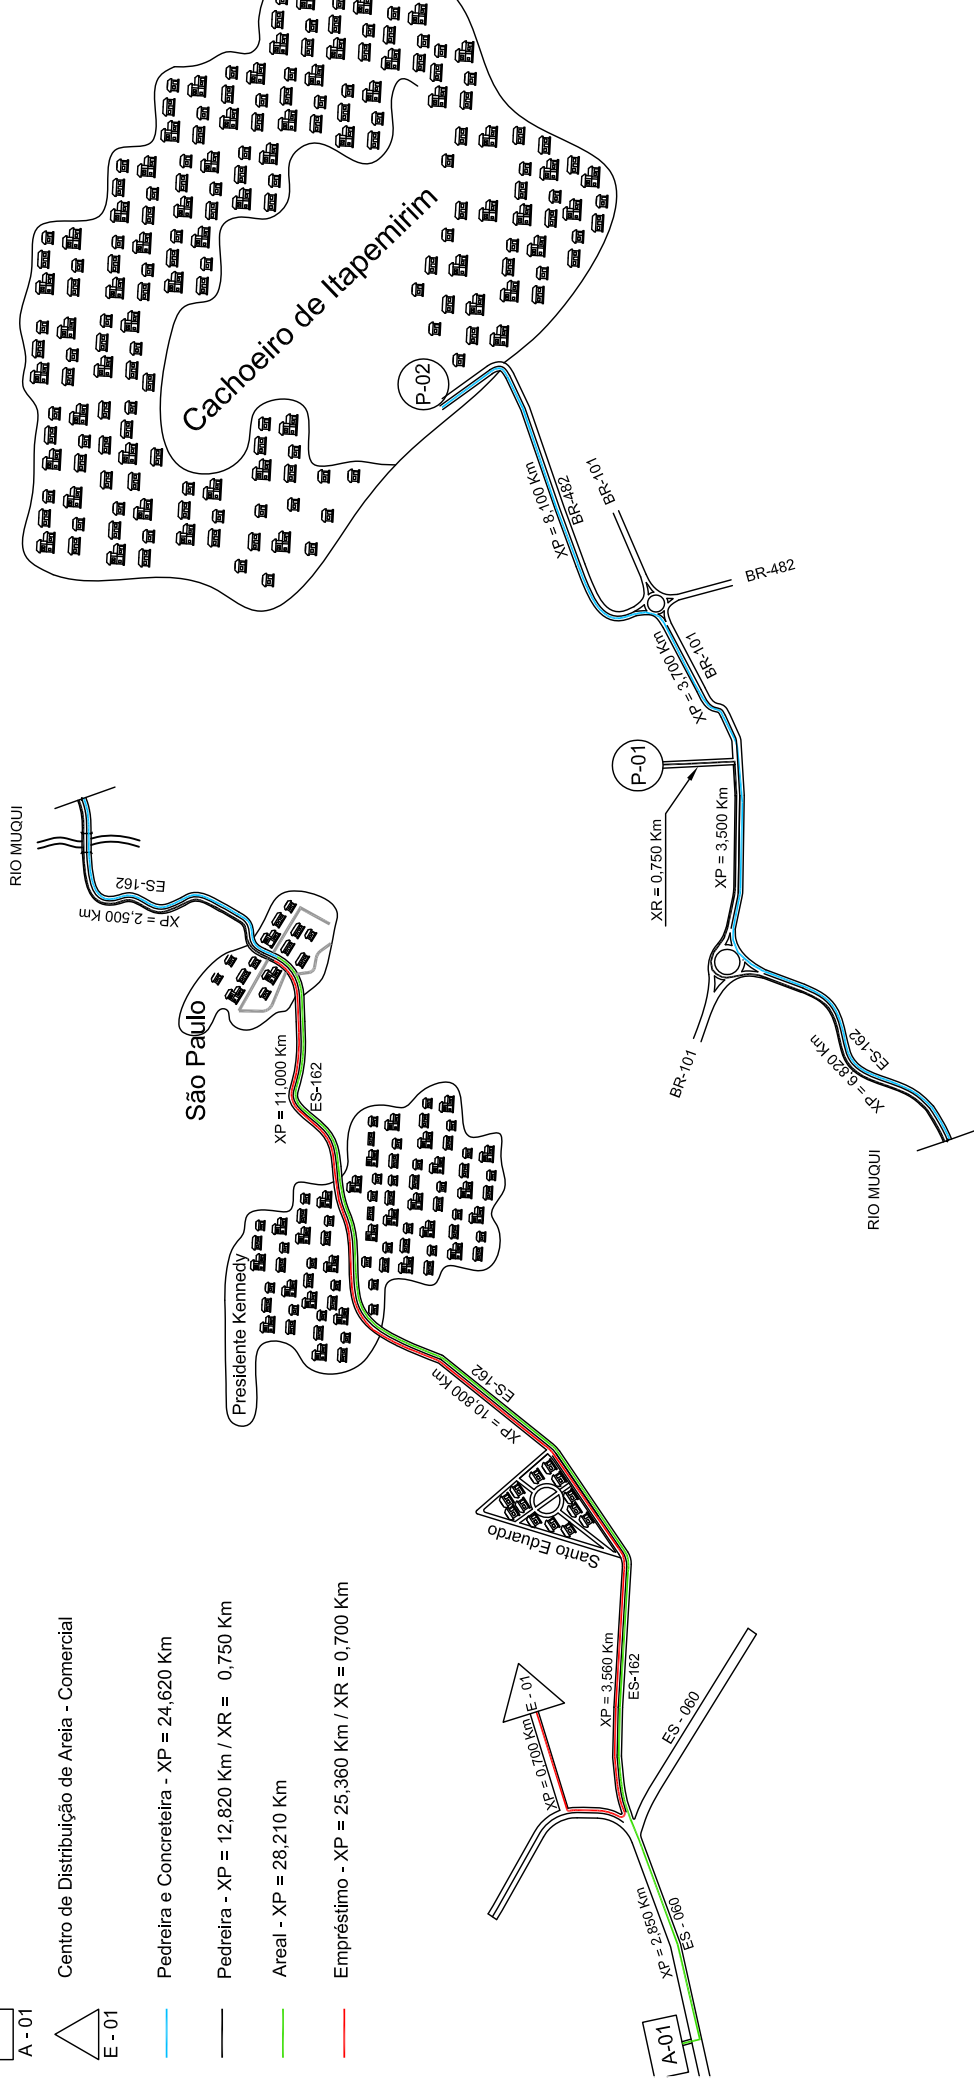 Cachoeiro de Itapemirim
P-02
XP = 8,100 Km
BR-482
BR-101
BR-482
XP = 3,700 Km
BR-101
P-01
XR = 0,750 Km
XP = 3,500 Km
BR-101
XP = 6,820 Km
ES-162
RIO MUQUI
RIO MUQUI
ES-162
XP = 2,500 Km
São Paulo
XP = 11,000 Km
ES-162
Presidente Kennedy
XP = 10,800 Km
ES-162
Santo Eduardo
XP = 3,560 Km
ES-162
E - 01
XP = 0,700 Km
ES - 060
XP = 2,850 Km
ES - 060
A-01
A - 01
Centro de Distribuição de Areia - Comercial
E - 01
Pedreira e Concreteira - XP = 24,620 Km
Pedreira - XP = 12,820 Km / XR = 0,750 Km
Areal - XP = 28,210 Km
Empréstimo - XP = 25,360 Km / XR = 0,700 Km